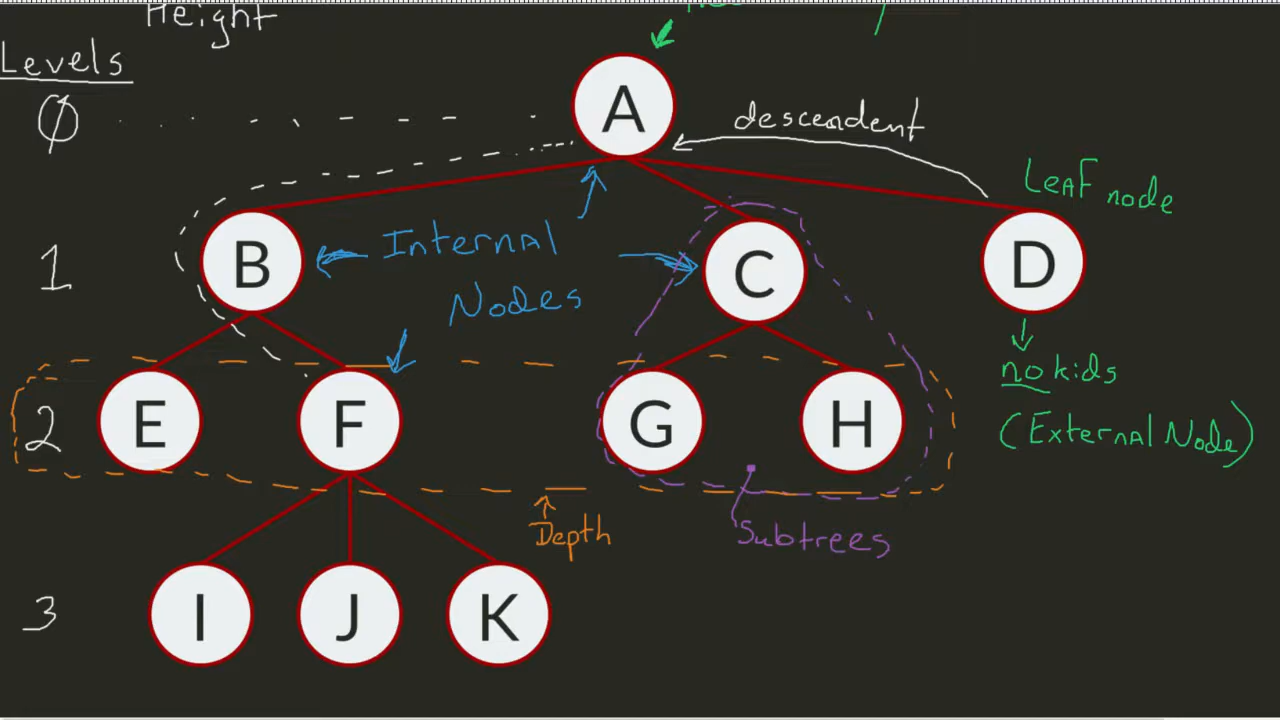 Height
Levels
Ø
A
descendent
Leaf node
1
B
Internal
Nodes
C
D
no kids
(External Node)
2
E
F
G
H
Depth
Subtrees
3
I
J
K